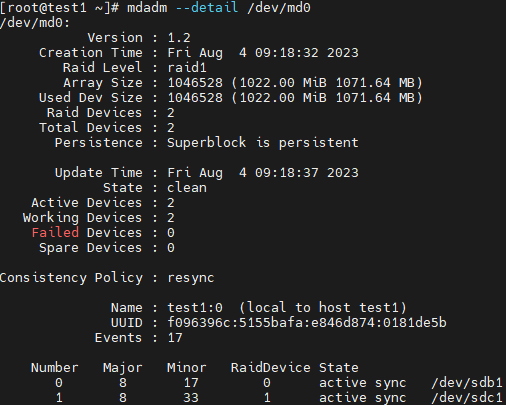 [root@test1 ~]# mdadm --detail /dev/md0
/dev/md0:
Version : 1.2
Creation Time : Fri Aug  4 09:18:32 2023
Raid Level : raid1
Array Size : 1046528 (1022.00 MiB 1071.64 MB)
Used Dev Size : 1046528 (1022.00 MiB 1071.64 MB)
Raid Devices : 2
Total Devices : 2
Persistence : Superblock is persistent
Update Time : Fri Aug  4 09:18:37 2023
State : clean
Active Devices : 2
Working Devices : 2
Failed Devices : 0
Spare Devices : 0
Consistency Policy : resync
Name : test1:0  (local to host test1)
UUID : f096396c:5155bafa:e846d874:0181de5b
Events : 17
Number   Major   Minor   RaidDevice State
0       8       17        0      active sync   /dev/sdb1
1       8       33        1      active sync   /dev/sdc1